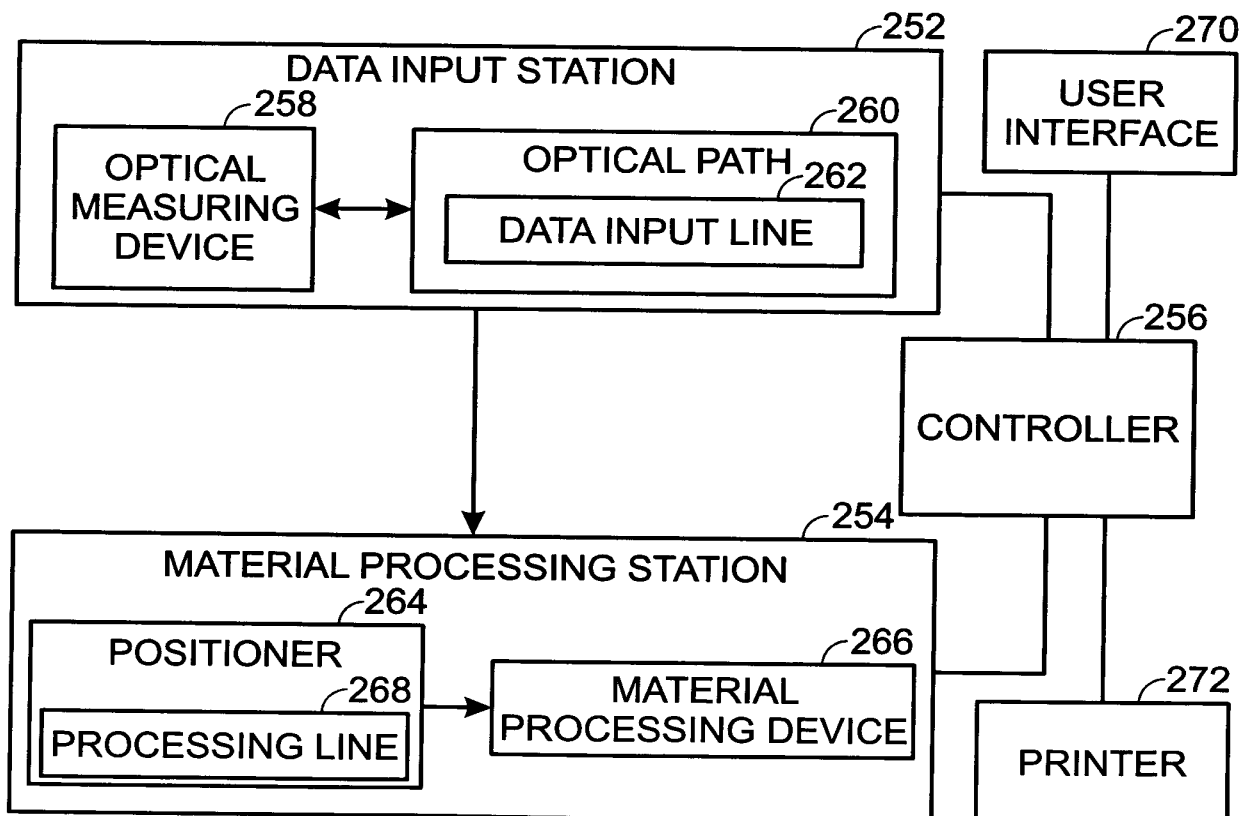 252
270
DATA INPUT STATION
258
260
OPTICAL
MEASURING
DEVICE
OPTICAL PATH
262
DATA INPUT LINE
USER
INTERFACE
256
CONTROLLER
254
MATERIAL PROCESSING STATION
264
POSITIONER
268
PROCESSING LINE
266
MATERIAL
PROCESSING DEVICE
272
PRINTER